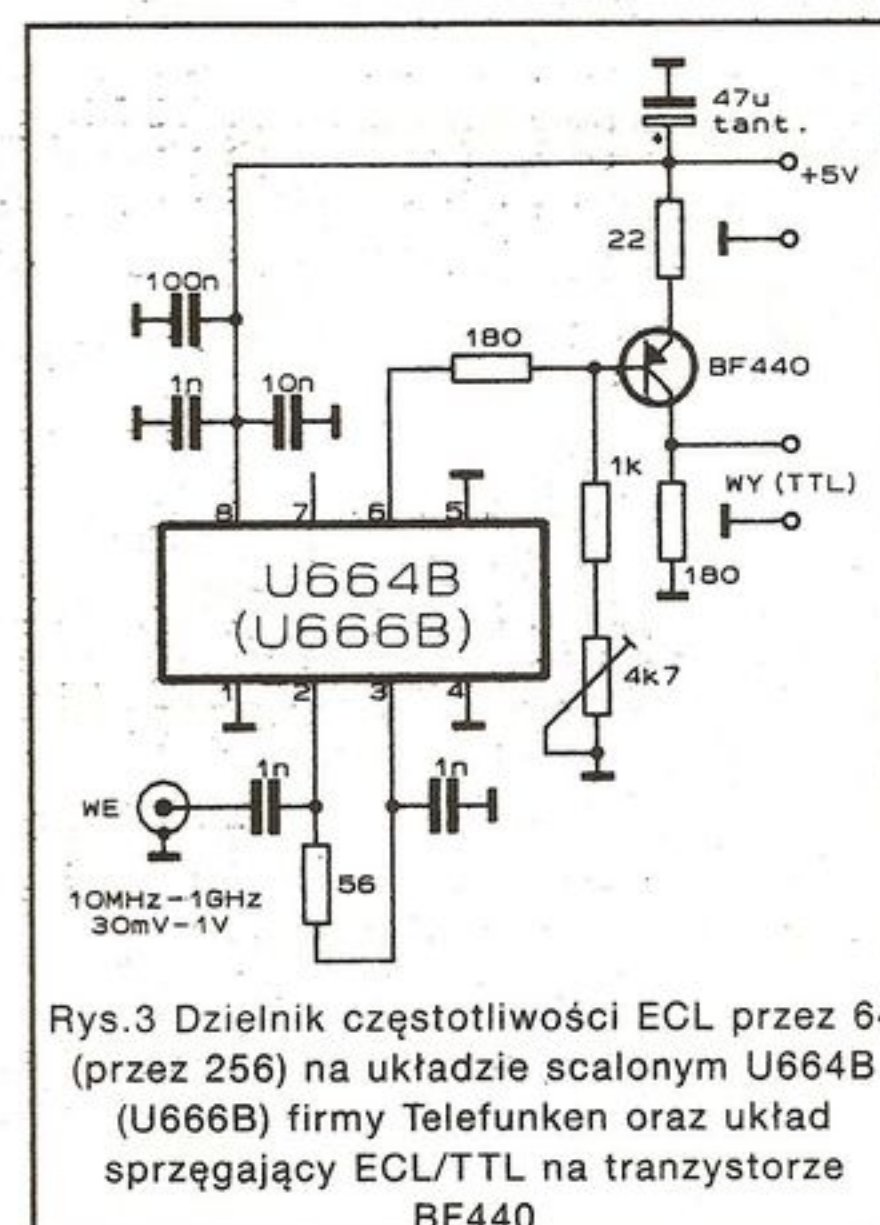 47u
tant.
+5V
22
100n
180
BF440
1n 10n
1k
WY (TTL)
8 7 6 5
180
U664B
(U666B)
4k7
1 2 3 4
1n 1n
WE
56
10MHz-1GHz
30mV-1V
Rys.3 Dzielnik częstotliwości ECL przez 64
(przez 256) na układzie scalonym U664B
(U666B) firmy Telefunken oraz układ
sprzęgający ECL/TTL na tranzystorze
BF440